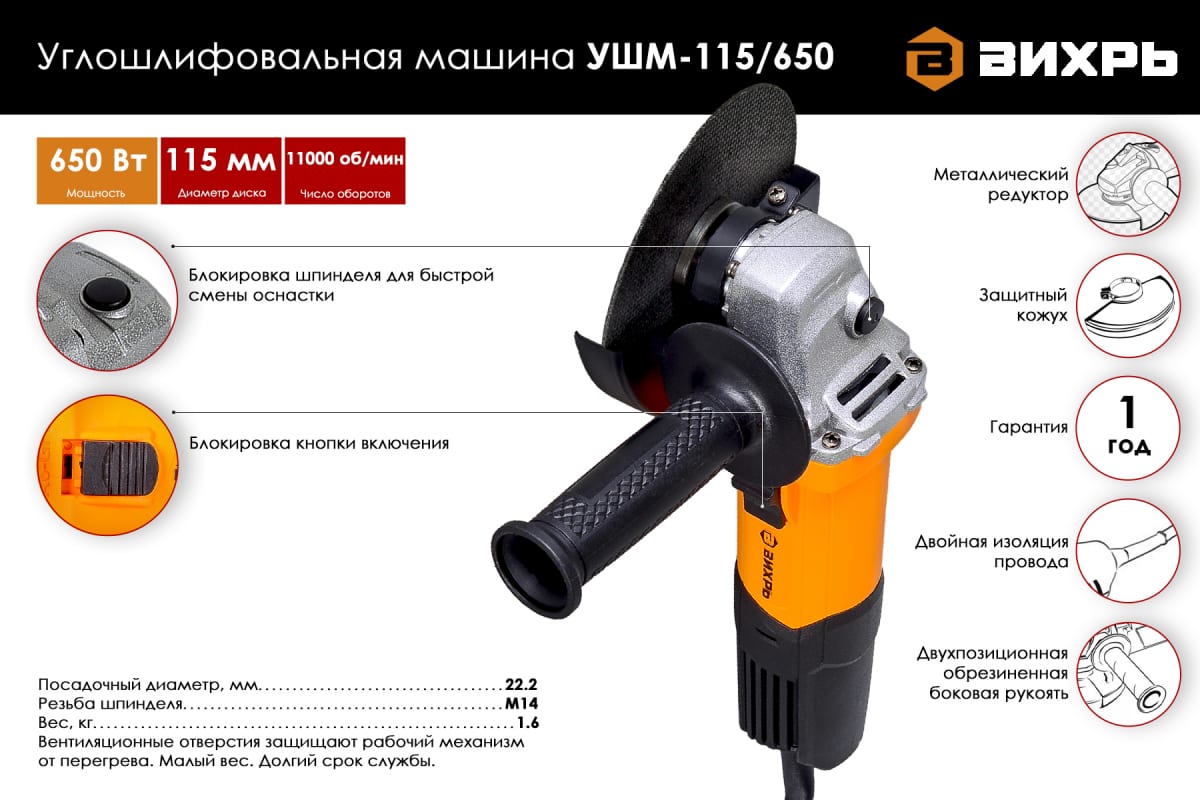 Углошлифовальная машина УШМ-115/650
ВИХРЬ
650 Вт
Мощность
115 мм
Диаметр диска
11000 об/мин
Число оборотов
Блокировка шпинделя для быстрой
смены оснастки
Блокировка кнопки включения
Металлический
редуктор
Защитный
кожух
Гарантия
1
год
Двойная изоляция
провода
Двухпозиционная
обрезиненная
боковая рукоять
ВИХРЬ
Посадочный диаметр, мм..............................22.2
Резьба шпинделя.......................................М14
Вес, кг....................................................1.6
Вентиляционные отверстия защищают рабочий механизм
от перегрева. Малый вес. Долгий срок службы.